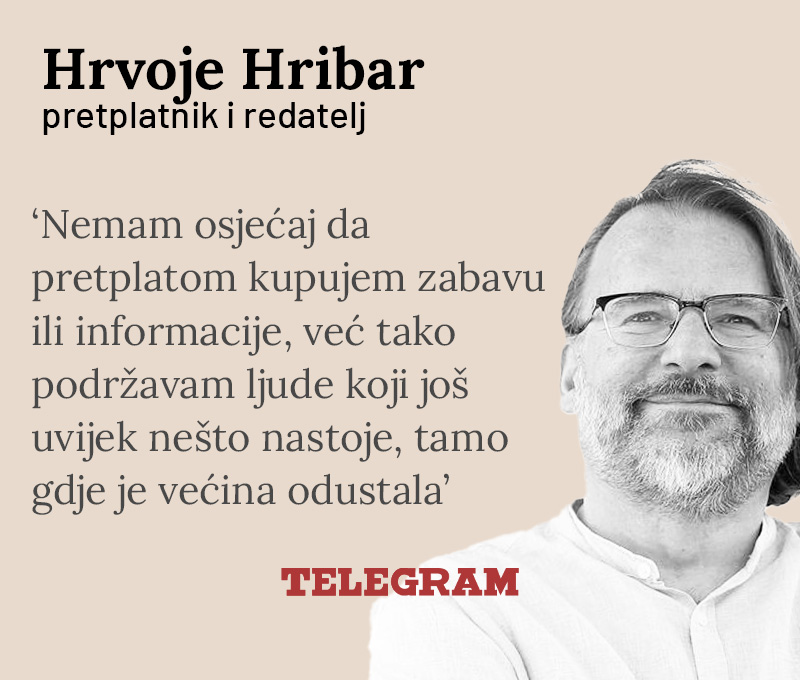 Hrvoje Hribar
pretplatnik i redatelj
‘Nemam osjećaj da
pretplatom kupujem zabavu
ili informacije, već tako
podržavam ljude koji još
uvijek nešto nastoje, tamo
gdje je većina odustala’
TELEGRAM